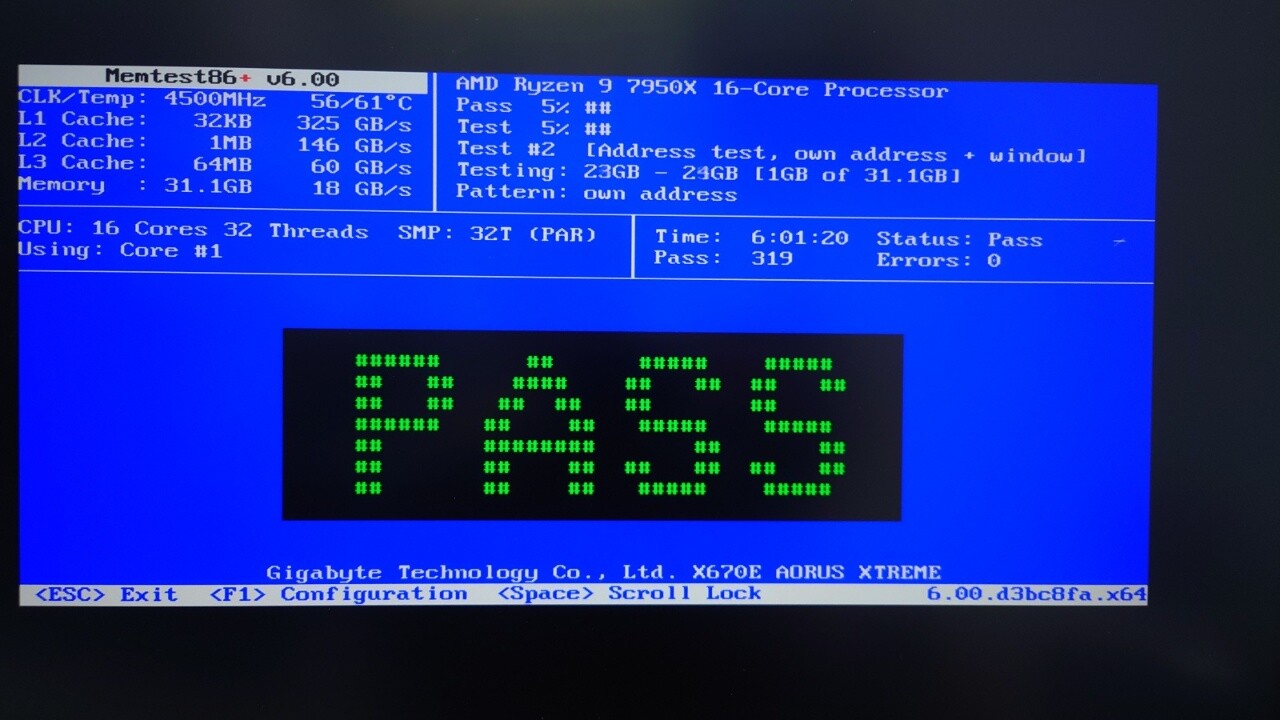 Memtest86+ v6.00
CLK/Temp: 4500MHz 56/61°C
L1 Cache: 32KB 325 GB/s
L2 Cache: 1MB 146 GB/s
L3 Cache: 64MB 60 GB/s
Memory : 31.1GB 18 GB/s
AMD Ryzen 9 7950X 16-Core Processor
Pass 5% ##
Test 5% ##
Test #2 [Address test, own address + window]
Testing: 23GB - 24GB [1GB of 31.1GB]
Pattern: own address
CPU: 16 Cores 32 Threads SMP: 32T (PAR)
Using: Core #1
Time: 6:01:20 Status: Pass -
Pass: 319 Errors: 0
PASS
Gigabyte Technology Co., Ltd. X670E AORUS XTREME
<ESC> Exit <F1> Configuration <Space> Scroll Lock 6.00.d3bc8fa.x64